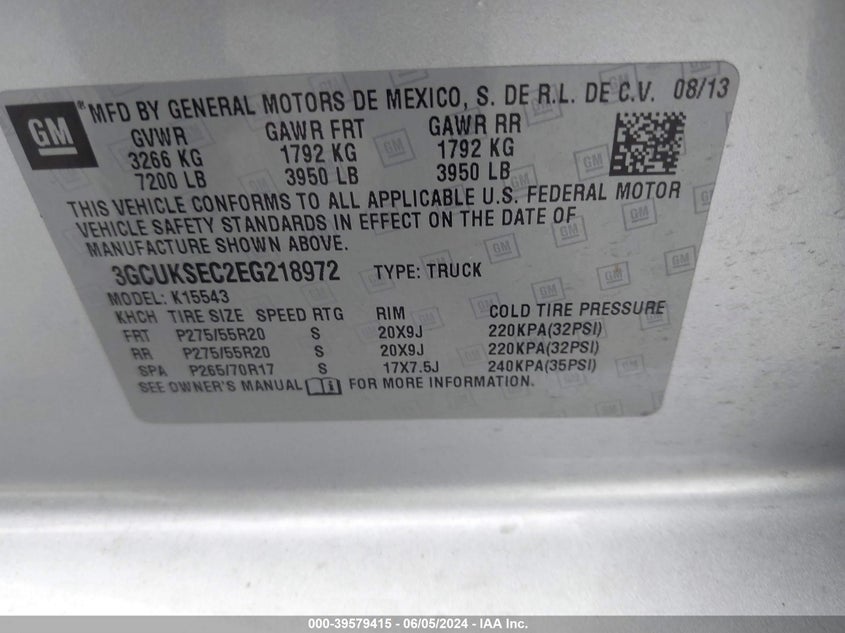 GM
® MFD BY GENERAL MOTORS DE MEXICO, S. DE R.L. DE C.V. 08/13
GVWR GAWR FRT GAWR RR
3266 KG 1792 KG 1792 KG
7200 LB 3950 LB 3950 LB
THIS VEHICLE CONFORMS TO ALL APPLICABLE U.S. FEDERAL MOTOR
VEHICLE SAFETY STANDARDS IN EFFECT ON THE DATE OF
MANUFACTURE SHOWN ABOVE.
3GCUKSEC2EG218972 TYPE: TRUCK
MODEL: K15543
KHCH TIRE SIZE SPEED RTG RIM COLD TIRE PRESSURE
FRT P275/55R20 S 20X9J 220KPA(32PSI)
RR P275/55R20 S 20X9J 220KPA(32PSI)
SPA P265/70R17 S 17X7.5J 240KPA(35PSI)
SEE OWNER'S MANUAL FOR MORE INFORMATION.
000-39579415 - 06/05/2024 - IAA Inc.